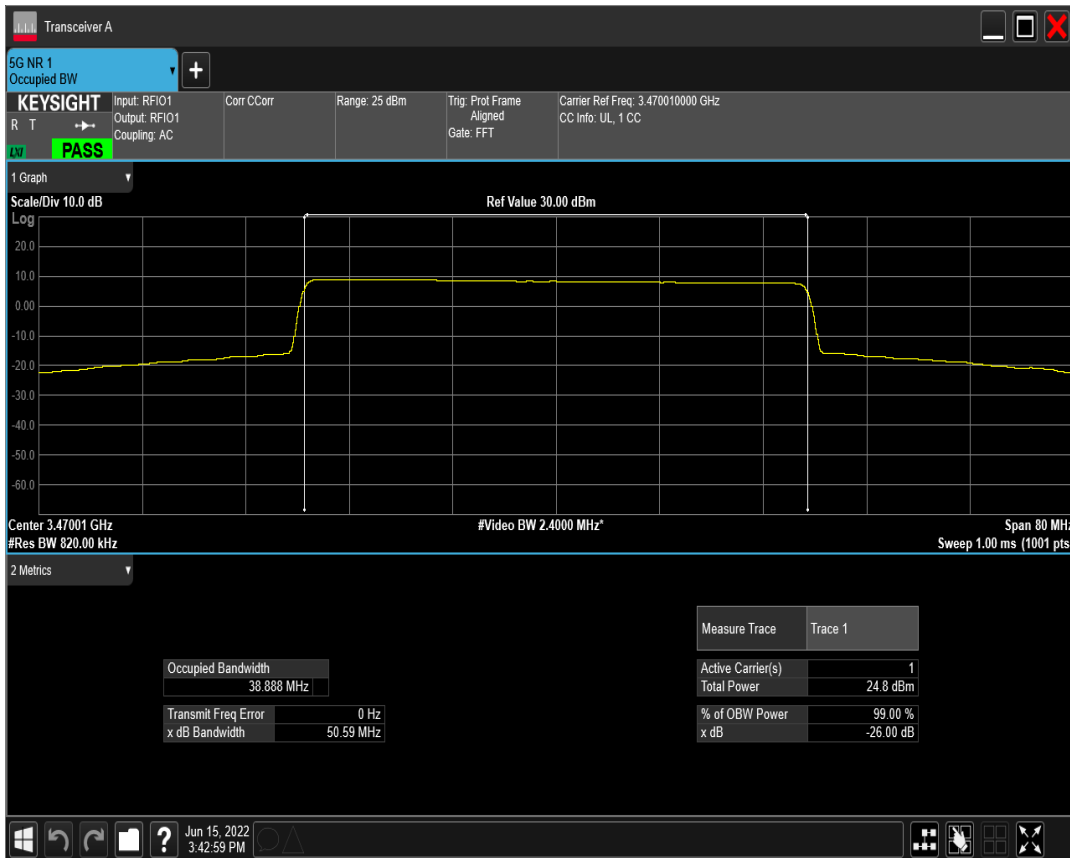 Transceiver A
5G NR 1
Occupied BW
KEYSIGHT
R T
LXI
PASS
Input: RFIO1
Output: RFIO1
Coupling: AC
Corr CCorr
Range: 25 dBm
Trig: Prot Frame
Aligned
Gate: FFT
Carrier Ref Freq: 3.470010000 GHz
CC Info: UL, 1 CC
1 Graph
Scale/Div 10.0 dB
Ref Value 30.00 dBm
Log
20.0
10.0
0.00
-10.0
-20.0
-30.0
-40.0
-50.0
-60.0
Center 3.47001 GHz
#Video BW 2.4000 MHz*
Span 80 MHz
#Res BW 820.00 kHz
Sweep 1.00 ms (1001 pts
2 Metrics
Measure Trace
Trace 1
Occupied Bandwidth
38.888 MHz
Active Carrier(s) 1
Total Power 24.8 dBm
Transmit Freq Error 0 Hz
x dB Bandwidth 50.59 MHz
% of OBW Power 99.00 %
x dB -26.00 dB
?
Jun 15, 2022
3:42:59 PM